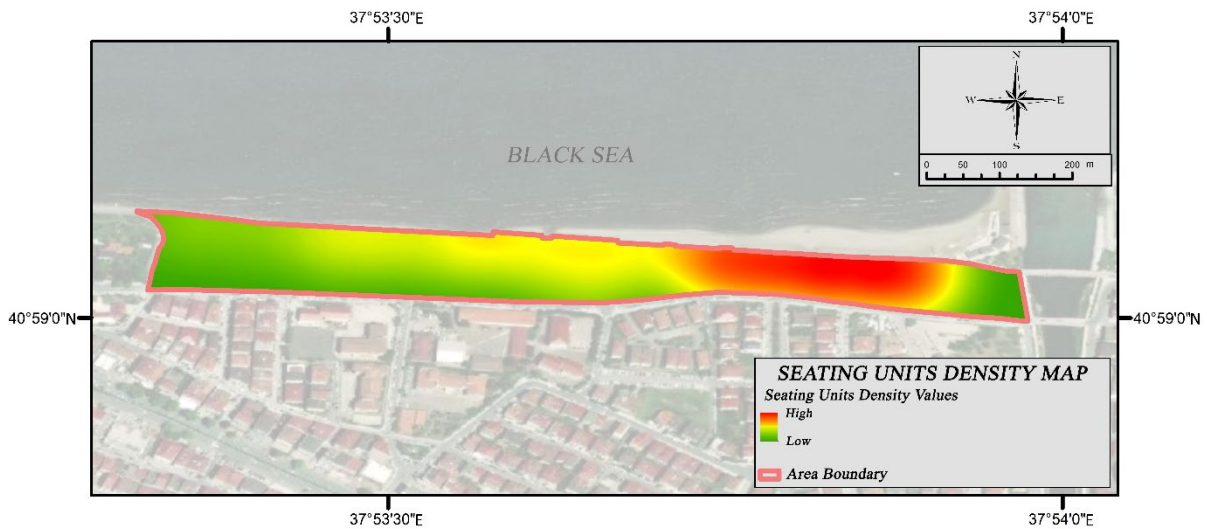 37°53'30"E 37°54'0"E
N
W E
S
0 50 100 200 m
BLACK SEA
40°59'0"N 40°59'0"N
SEATING UNITS DENSITY MAP
Seating Units Density Values
High
Low
Area Boundary
37°53'30"E 37°54'0"E